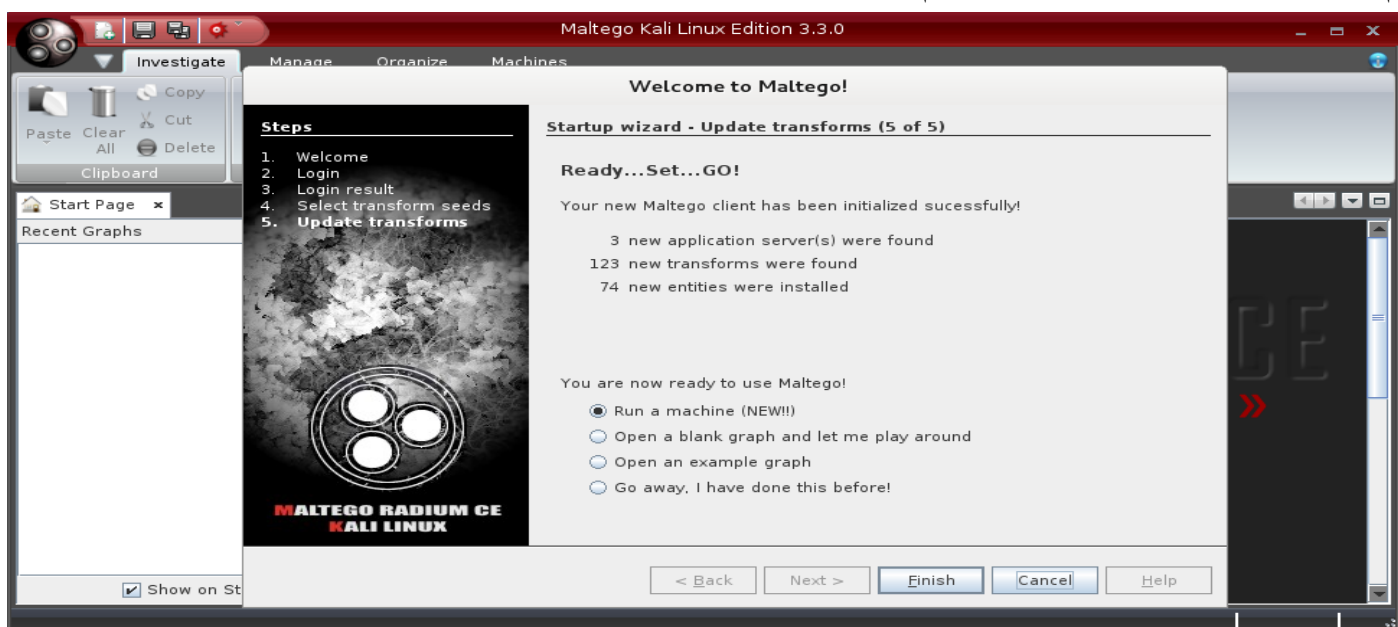 Maltego Kali Linux Edition 3.3.0
Investigate Manage Organize Machines
Paste
Clear All
Copy
Cut
Delete
Clipboard
Start Page
Recent Graphs
Show on St
Welcome to Maltego!
Steps
1. Welcome
2. Login
3. Login result
4. Select transform seeds
5. Update transforms
MALTEGO RADIUM CE
KALI LINUX
Startup wizard - Update transforms (5 of 5)
Ready...Set...GO!
Your new Maltego client has been initialized sucessfully!
3 new application server(s) were found
123 new transforms were found
74 new entities were installed
You are now ready to use Maltego!
Run a machine (NEW!!)
Open a blank graph and let me play around
Open an example graph
Go away, I have done this before!
< Back Next > Finish Cancel Help
CE